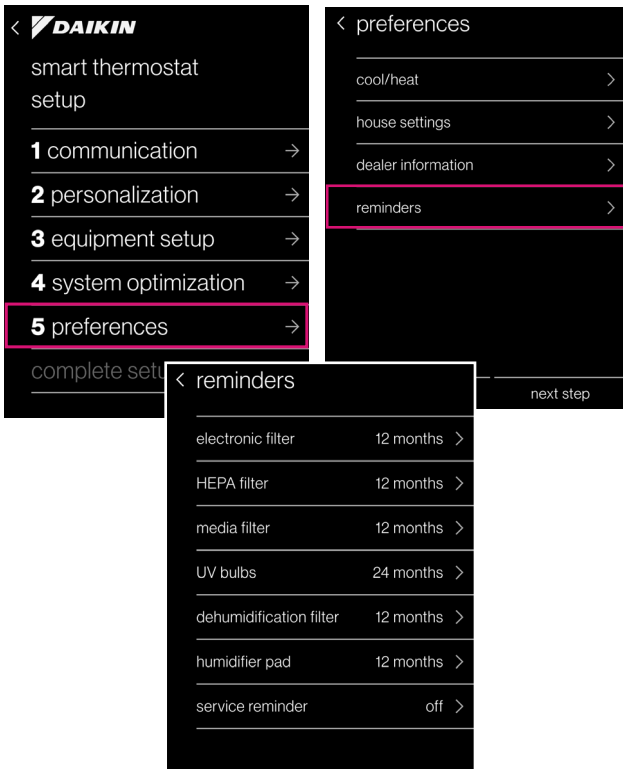 DAIKIN
smart thermostat
setup
1 communication
2 personalization
3 equipment setup
4 system optimization
5 preferences
complete setu
preferences
cool/heat
house settings
dealer information
reminders
next step
reminders
electronic filter 12 months
HEPA filter 12 months
media filter 12 months
UV bulbs 24 months
dehumidification filter 12 months
humidifier pad 12 months
service reminder off